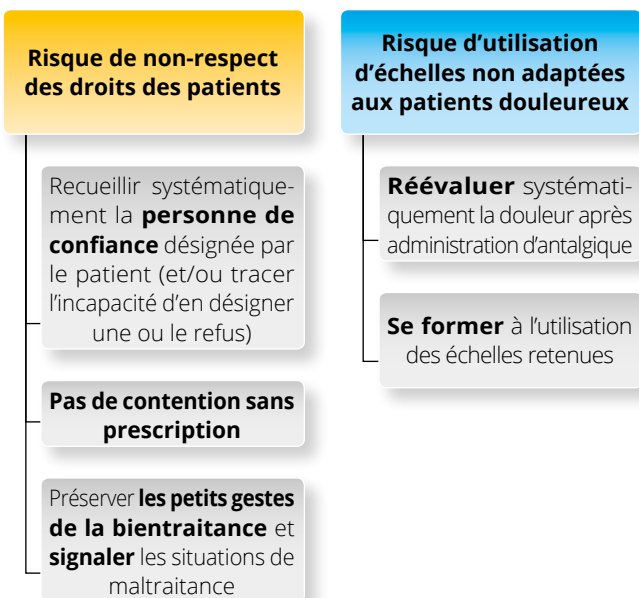 Risque de non-respect
des droits des patients
Recueillir systématique-
ment la personne de
confiance désignée par
le patient (et/ou tracer
l’incapacité d’en désigner
une ou le refus)
Pas de contention sans
prescription
Préserver les petits gestes
de la bientraitance et
signaler les situations de
maltraitance
Risque d’utilisation
d’échelles non adaptées
aux patients douleureux
Réévaluer systémati-
quement la douleur après
administration d’antalgique
Se former à l’utilisation
des échelles retenues